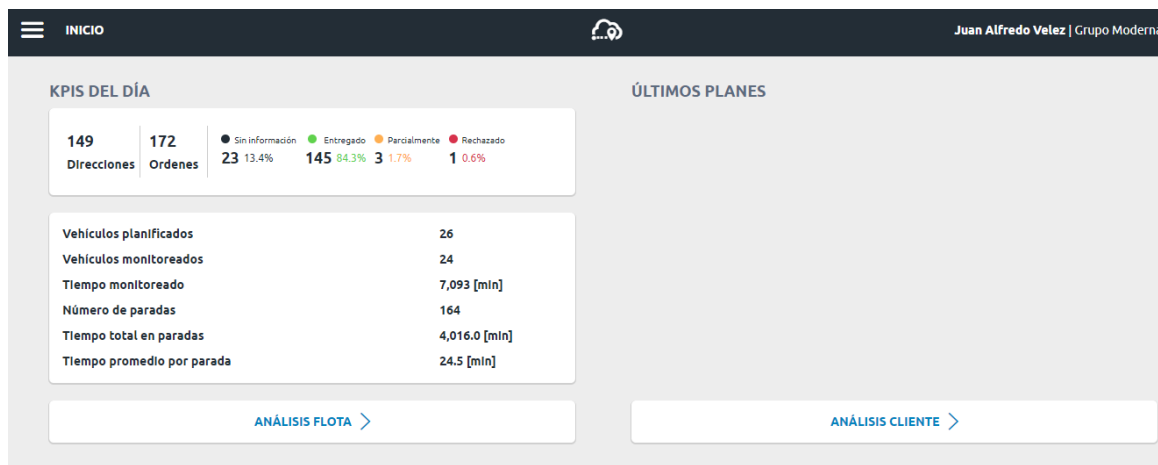 INICIO
Juan Alfredo Velez | Grupo Moderna
KPIS DEL DÍA
149
Direcciones
172
Ordenes
Sin información
23 13.4%
Entregado
145 84.3%
Parcialmente
3 1.7%
Rechazado
1 0.6%
Vehículos planificados 26
Vehículos monitoreados 24
Tiempo monitoreado 7,093 [min]
Número de paradas 164
Tiempo total en paradas 4,016.0 [min]
Tiempo promedio por parada 24.5 [min]
ANÁLISIS FLOTA
ÚLTIMOS PLANES
ANÁLISIS CLIENTE